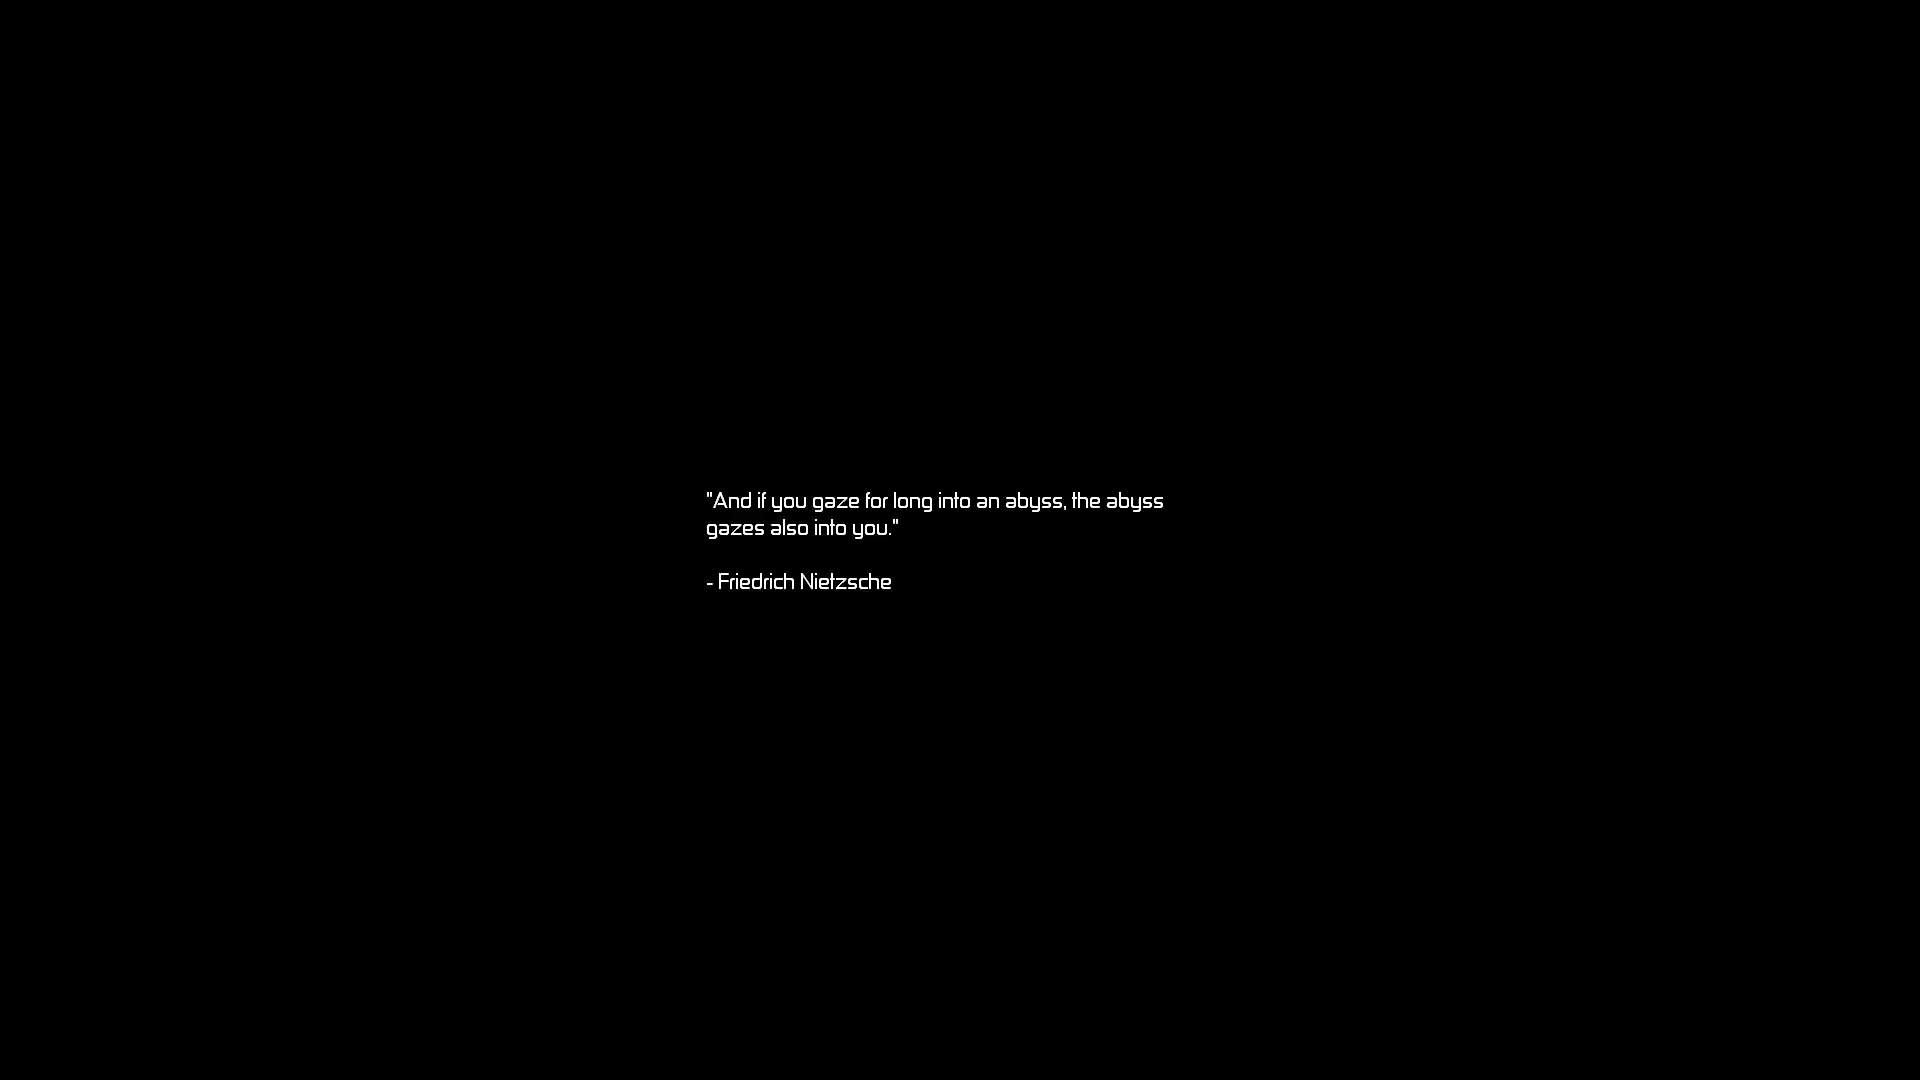 "And if you gaze for long into an abyss, the abyss
gazes also into you."
- Friedrich Nietzsche